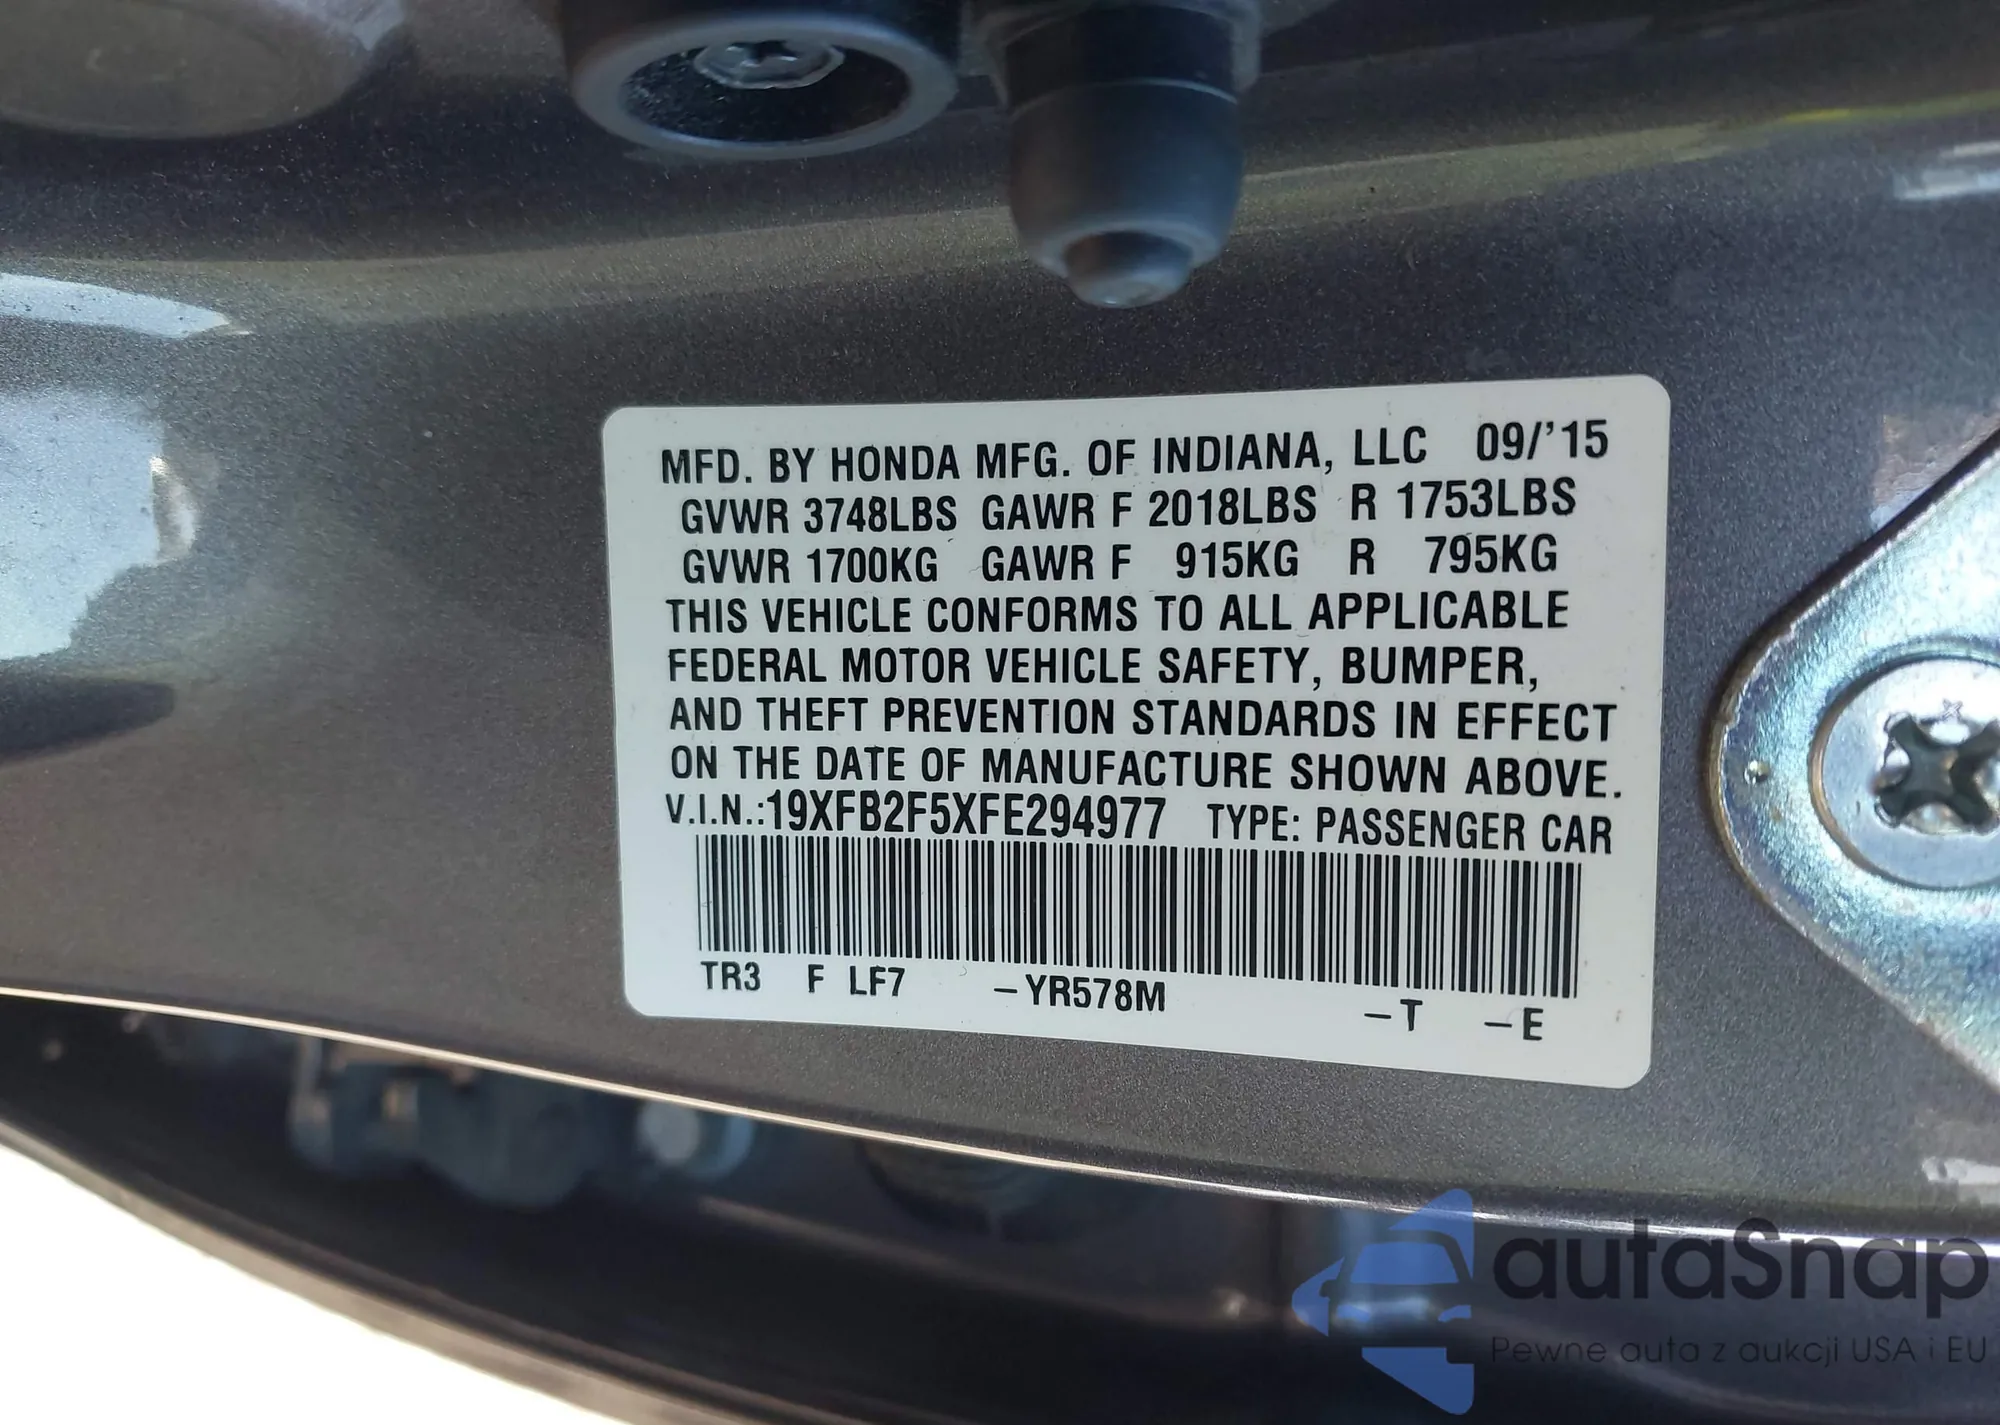 MFD. BY HONDA MFG. OF INDIANA, LLC 09/'15
GVWR 3748LBS GAWR F 2018LBS R 1753LBS
GVWR 1700KG GAWR F 915KG R 795KG
THIS VEHICLE CONFORMS TO ALL APPLICABLE
FEDERAL MOTOR VEHICLE SAFETY, BUMPER,
AND THEFT PREVENTION STANDARDS IN EFFECT
ON THE DATE OF MANUFACTURE SHOWN ABOVE.
V.I.N.:19XFB2F5XFE294977 TYPE: PASSENGER CAR
TR3 F LF7 -YR578M -T -E
autaSnap
Pewne auta z aukcji USA i EU